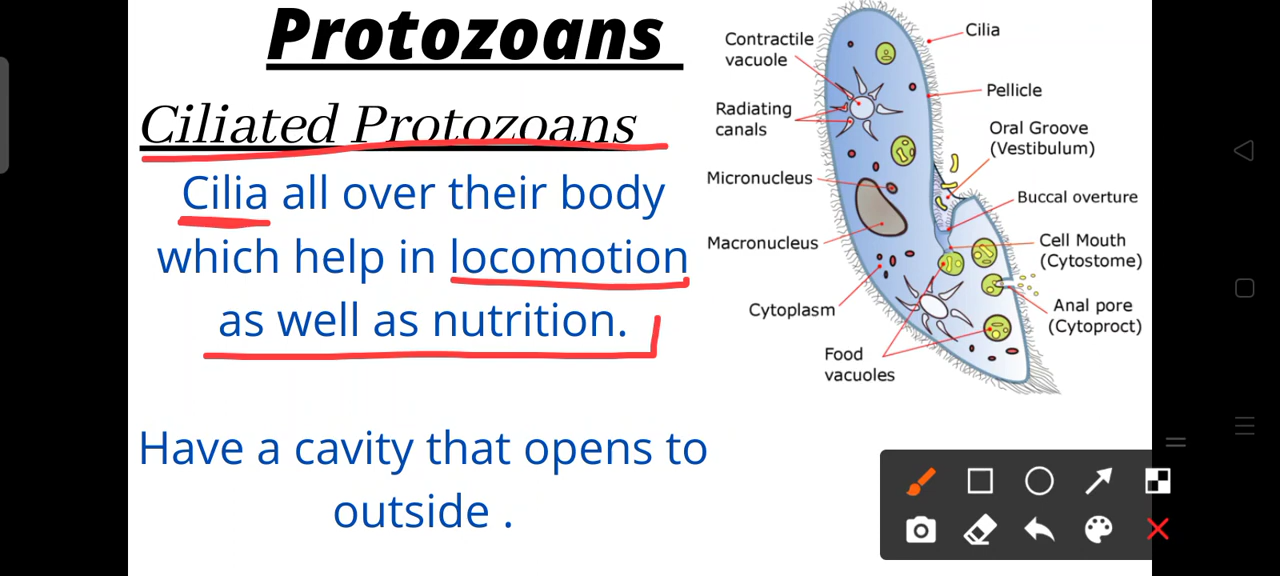 Protozoans
Ciliated Protozoans
Cilia all over their body
which help in locomotion
as well as nutrition.
Have a cavity that opens to
outside .
Contractile
vacuole
Radiating
canals
Micronucleus
Macronucleus
Cytoplasm
Food
vacuoles
Cilia
Pellicle
Oral Groove
(Vestibulum)
Buccal overture
Cell Mouth
(Cytostome)
Anal pore
(Cytoproct)